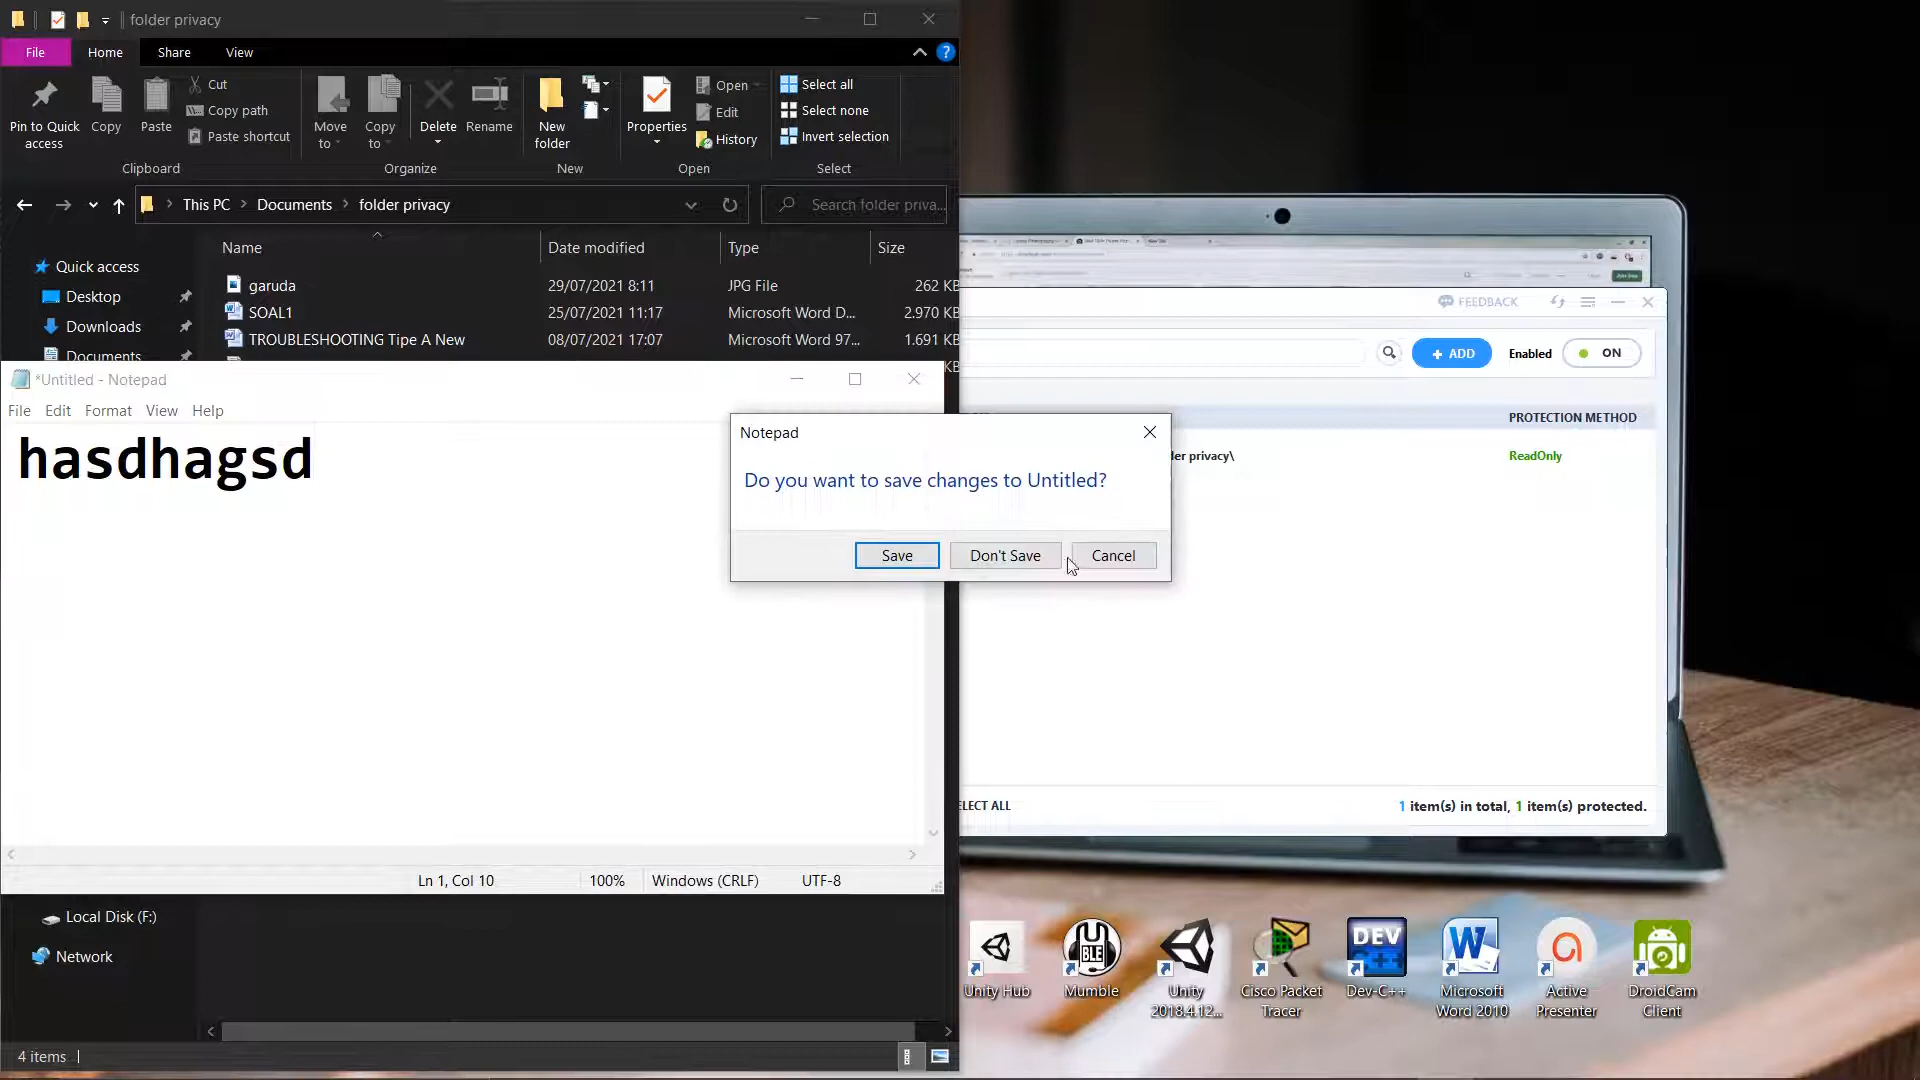 folder privacy
File Home Share View
Pin to Quick access
Copy
Paste
Cut
Copy path
Paste shortcut
Move to
Copy to
Delete
Rename
New folder
Properties
Open
Edit
History
Select all
Select none
Invert selection
Clipboard Organize New Open Select
This PC Documents folder privacy
Search folder priva...
Name Date modified Type Size
garuda 29/07/2021 8:11 JPG File 262 KB
SOAL1 25/07/2021 11:17 Microsoft Word D... 2.970 KB
TROUBLESHOOTING Tipe A New 08/07/2021 17:07 Microsoft Word 97... 1.691 KB
KB
Quick access
Desktop
Downloads
Documents
*Untitled - Notepad
File Edit Format View Help
hasdhagsd
Ln 1, Col 10 100% Windows (CRLF) UTF-8
Notepad
Do you want to save changes to Untitled?
Save Don't Save Cancel
FEEDBACK
ADD Enabled ON
PROTECTION METHOD
der privacy\ ReadOnly
ELECT ALL
1 item(s) in total, 1 item(s) protected.
Local Disk (F:)
Network
4 items
DEV
C++
BLE
Unity Hub
Mumble
Unity 2018.4.12...
Cisco Packet Tracer
Dev-C++
Microsoft Word 2010
Active Presenter
DroidCam Client